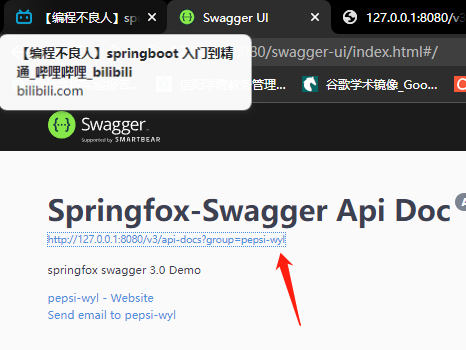 【编程不良人】s
Swagger UI
127.0.0.1:8080/v3
【编程不良人】springboot 入门到精
通_哔哩哔哩_bilibili
bilibili.com
80/swagger-ui/index.html#/
管理...
谷歌学术镜像_Goo...
Swagger
Supported by SMARTBEAR
Springfox-Swagger Api Doc
http://127.0.0.1:8080/v3/api-docs?group=pepsi-wyl
springfox swagger 3.0 Demo
pepsi-wyl - Website
Send email to pepsi-wyl